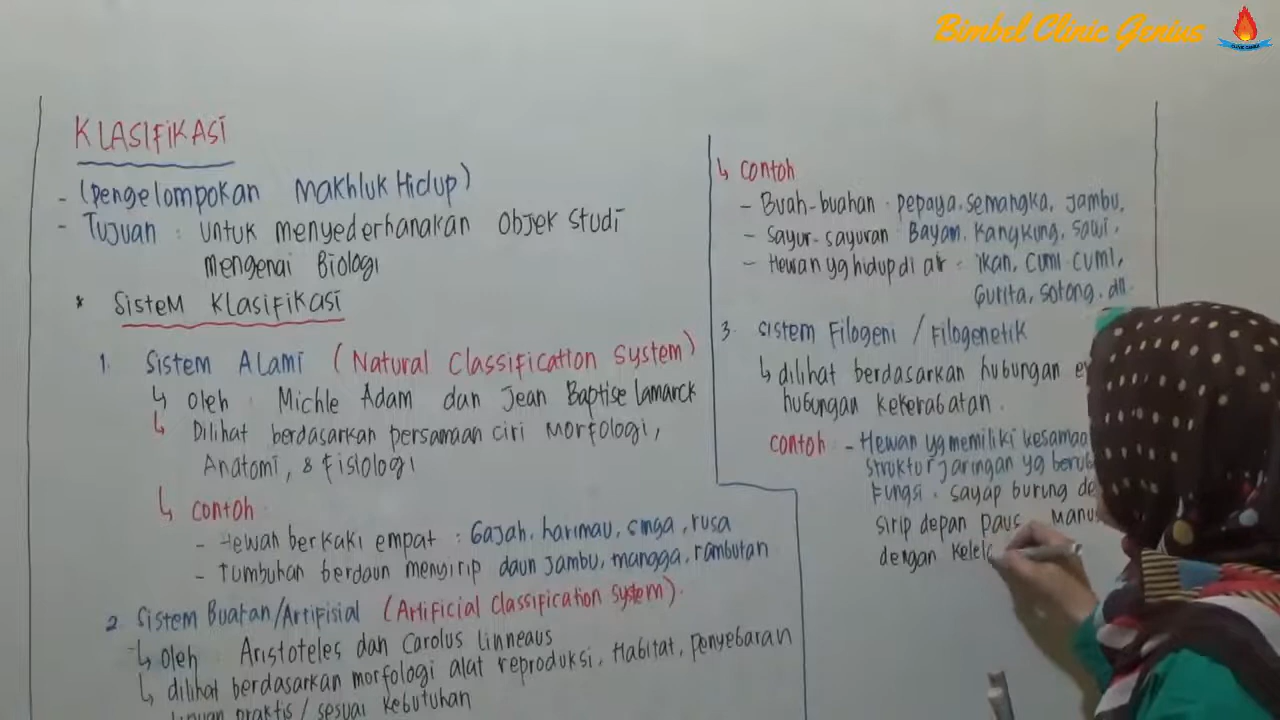 Bimbel Clinic Genius
KLASIFIKASI
- (pengelompokan Makhluk Hidup)
- Tujuan : untuk menyederhanakan objek studi
mengenai Biologi
* Sistem Klasifikasi
1. Sistem Alami (Natural Classification System)
↳ oleh : Michle Adam dan Jean Baptise Lamarck
↳ Dilihat berdasarkan persamaan ciri Morfologi,
Anatomi, & Fisiologi
↳ contoh :
- Hewan berkaki empat : Gajah, harimau, singa, rusa
- Tumbuhan berdaun menyirip daun jambu, mangga, rambutan
2. Sistem Buatan/Artifisial (Artificial Classification System).
↳ oleh : Aristoteles dan Carolus Linneaus
↳ dilihat berdasarkan morfologi alat reproduksi, Habitat, penyebaran
praktis / sesuai kebutuhan
↳ contoh
- Buah-buahan : pepaya, semangka, jambu,
- Sayur-sayuran : Bayam, Kangkung, sawi,
- Hewan yg hidup di air : ikan, cumi-cumi,
Gurita, sotong, dll.
3. Sistem Filogeni / Filogenetik
↳ dilihat berdasarkan hubungan
hubungan kekerabatan.
contoh - Hewan yg memiliki
struktur jaringan yg
Fungsi. sayap burung
sirip depan paus,
dengan